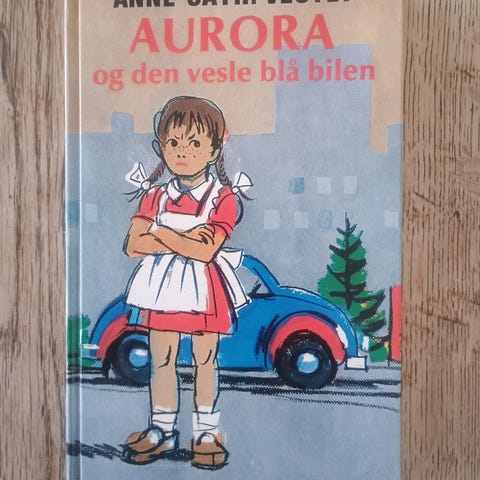 ANNE-CATH. VESTLY
AURORA
og den vesle blå bilen